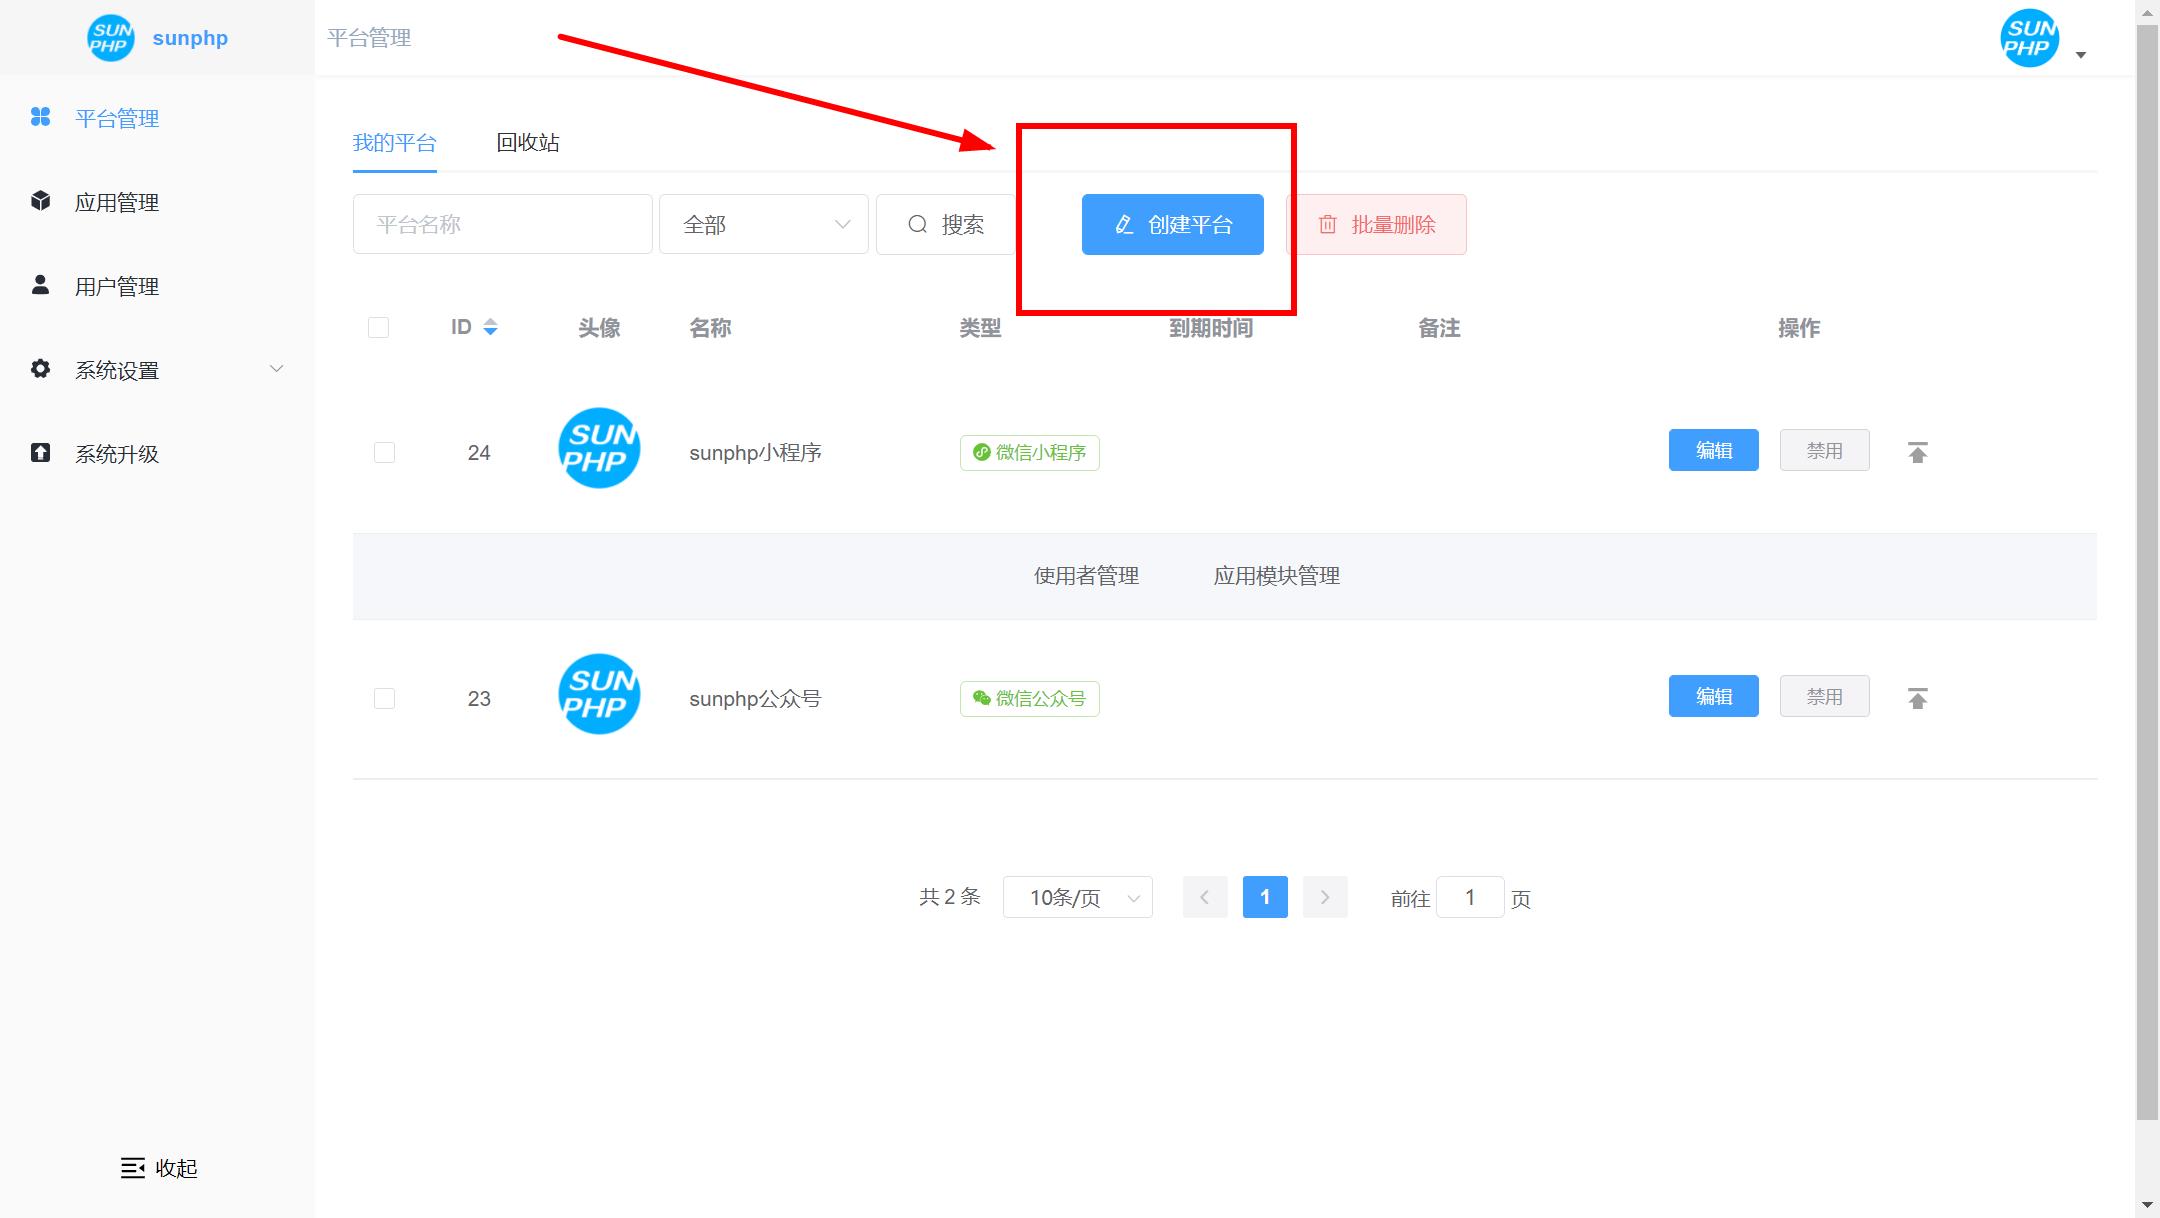 SUN PHP sunphp
平台管理
SUN PHP
平台管理
应用管理
用户管理
系统设置
系统升级
收起
我的平台 回收站
平台名称 全部 搜索 创建平台 批量删除
ID 头像 名称 类型 到期时间 备注 操作
24 SUN PHP sunphp小程序 微信小程序 编辑 禁用
使用者管理 应用模块管理
23 SUN PHP sunphp公众号 微信公众号 编辑 禁用
共 2 条 10条/页 1 前往 1 页